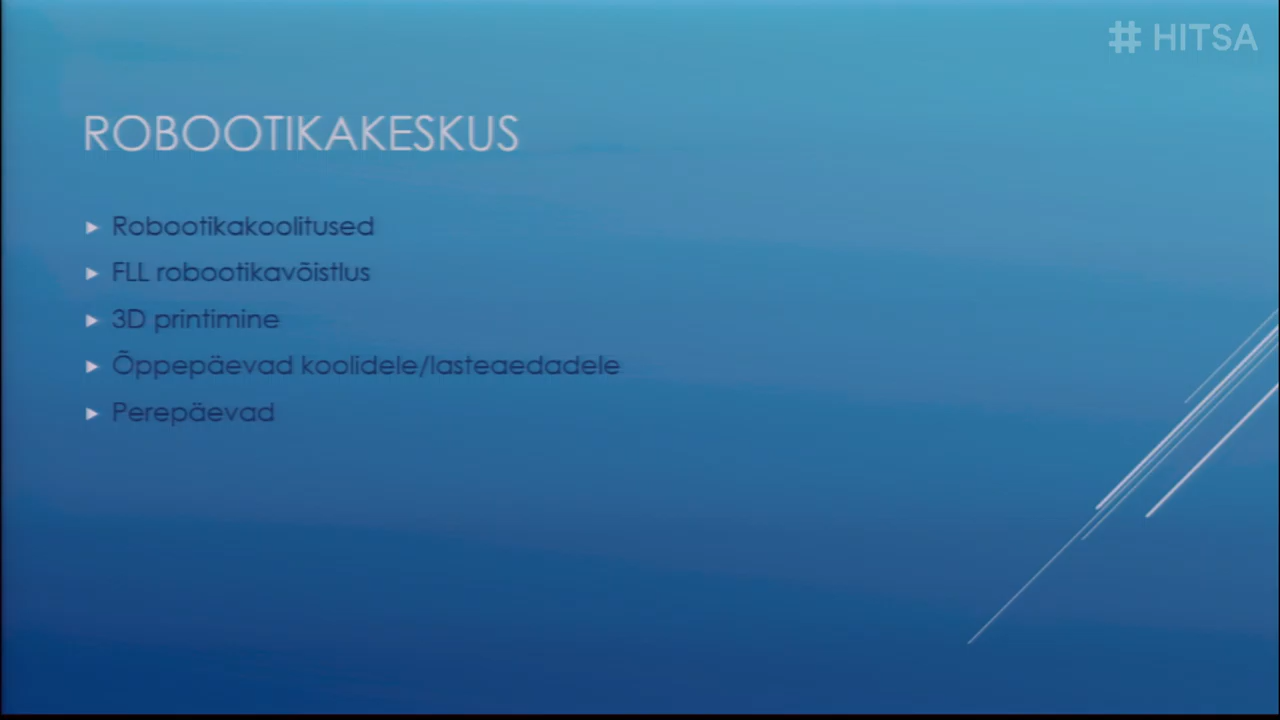 # HITSA
ROBOOTIKAKESKUS
Robootikakoolitused
FLL robootikavõistlus
3D printimine
Õppepäevad koolidele/lasteaedadele
Perepäevad